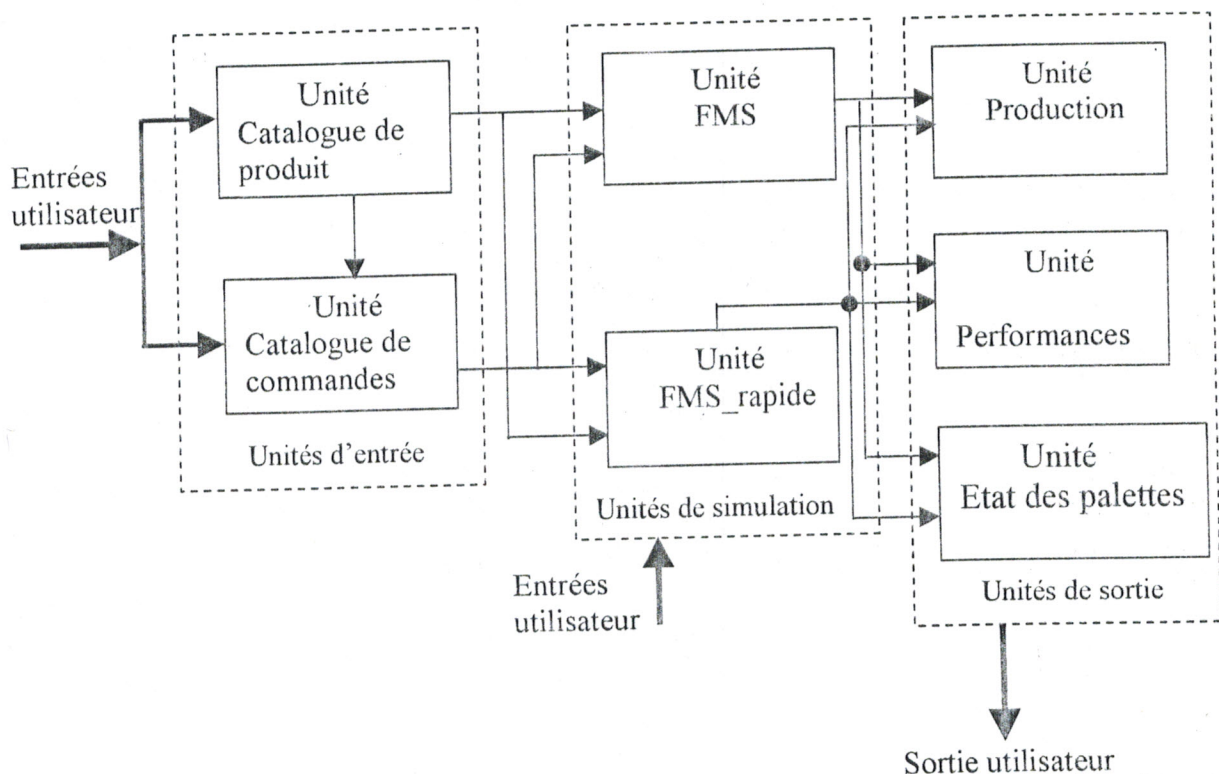 Entrées
utilisateur
Unité
Catalogue de
produit
Unité
Catalogue de
commandes
Unités d'entrée
Unité
FMS
Unité
FMS_rapide
Unités de simulation
Entrées
utilisateur
Unité
Production
Unité
Performances
Unité
Etat des palettes
Unités de sortie
Sortie utilisateur